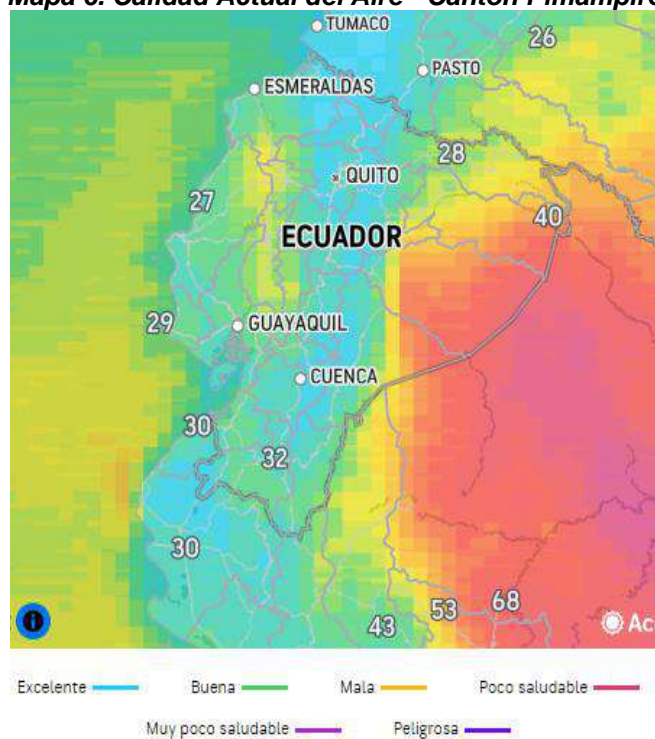 Mapa 6. Calidad Actual del Aire - Cantón Pimampiro
TUMACO
26
PASTO
ESMERALDAS
28
QUITO
27
40
ECUADOR
29
GUAYAQUIL
CUENCA
30
32
30
53
68
43
Excelente
Buena
Mala
Poco saludable
Muy poco saludable
Peligrosa